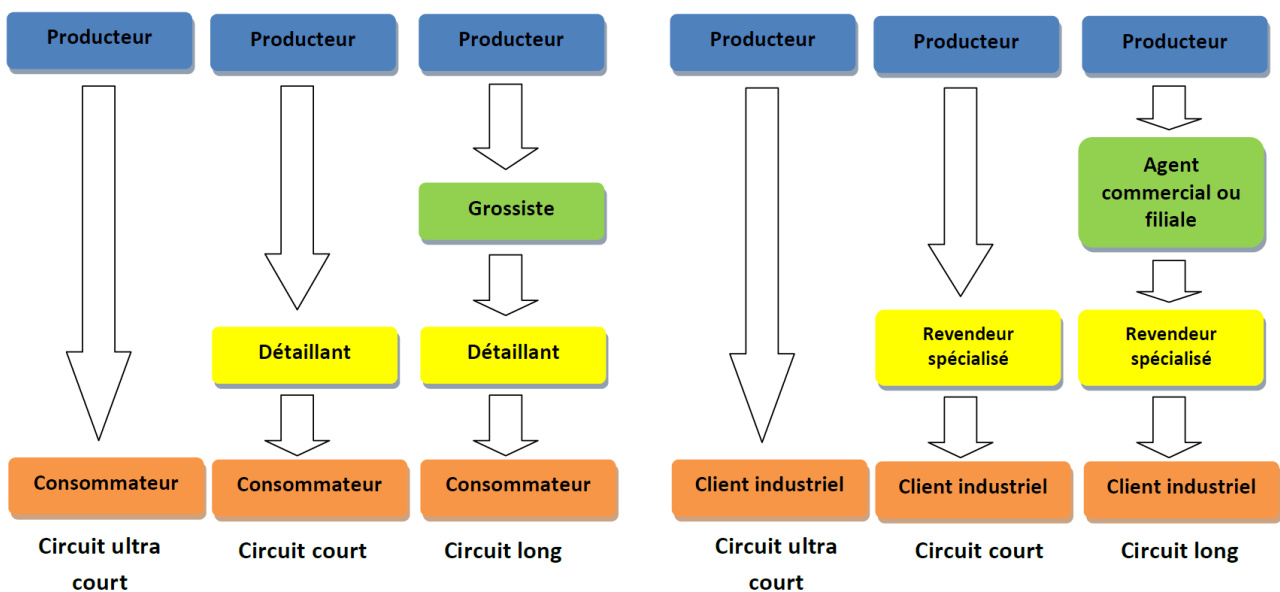 Producteur
Producteur
Producteur
Producteur
Producteur
Producteur
Agent
commercial ou
filiale
Grossiste
Détaillant
Détaillant
Revendeur
spécialisé
Revendeur
spécialisé
Consommateur
Consommateur
Consommateur
Client industriel
Client industriel
Client industriel
Circuit ultra
court
Circuit court
Circuit long
Circuit ultra
court
Circuit court
Circuit long